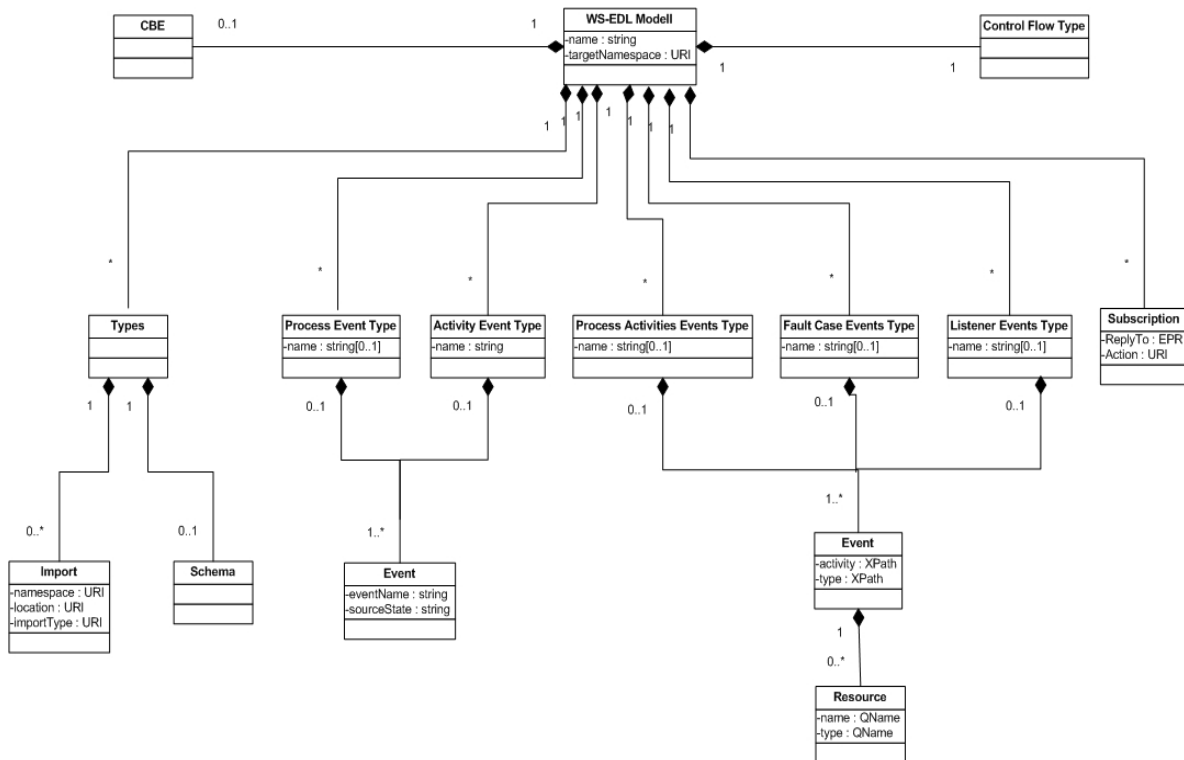 CBE
0..1
1
WS-EDL Modell
-name : string
-targetNamespace : URI
1
1
Control Flow Type
1
1
1
1
1
1
1
*
*
*
*
*
*
*
Types
Process Event Type
-name : string[0..1]
Activity Event Type
-name : string
Process Activities Events Type
-name : string[0..1]
Fault Case Events Type
-name : string[0..1]
Listener Events Type
-name : string[0..1]
Subscription
-ReplyTo : EPR
-Action : URI
1
1
0..1
0..1
0..1
0..1
0..1
0..*
0..1
1..*
1..*
Import
-namespace : URI
-location : URI
-importType : URI
Schema
Event
-eventName : string
-sourceState : string
Event
-activity : XPath
-type : XPath
1
0..*
Resource
-name : QName
-type : QName